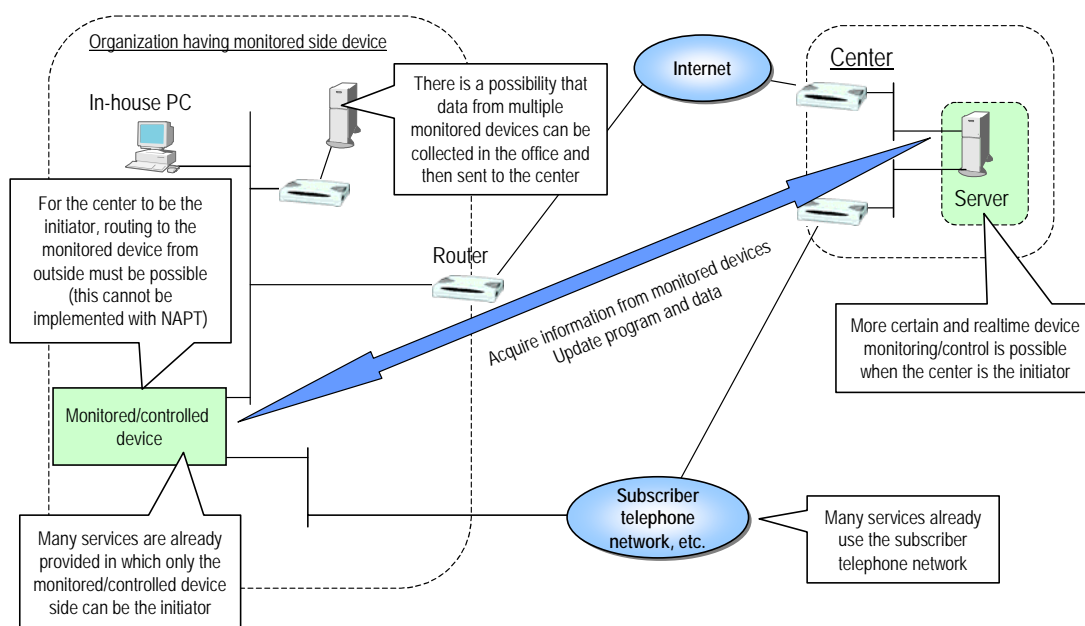 Organization having monitored side device
In-house PC
There is a possibility that
data from multiple
monitored devices can be
collected in the office and
then sent to the center
Internet
Center
Server
For the center to be the
initiator, routing to the
monitored device from
outside must be possible
(this cannot be
implemented with NAPT)
Router
Acquire information from monitored devices
Update program and data
More certain and realtime device
monitoring/control is possible
when the center is the initiator
Monitored/controlled
device
Many services are already
provided in which only the
monitored/controlled device
side can be the initiator
Subscriber
telephone
network, etc.
Many services already
use the subscriber
telephone network